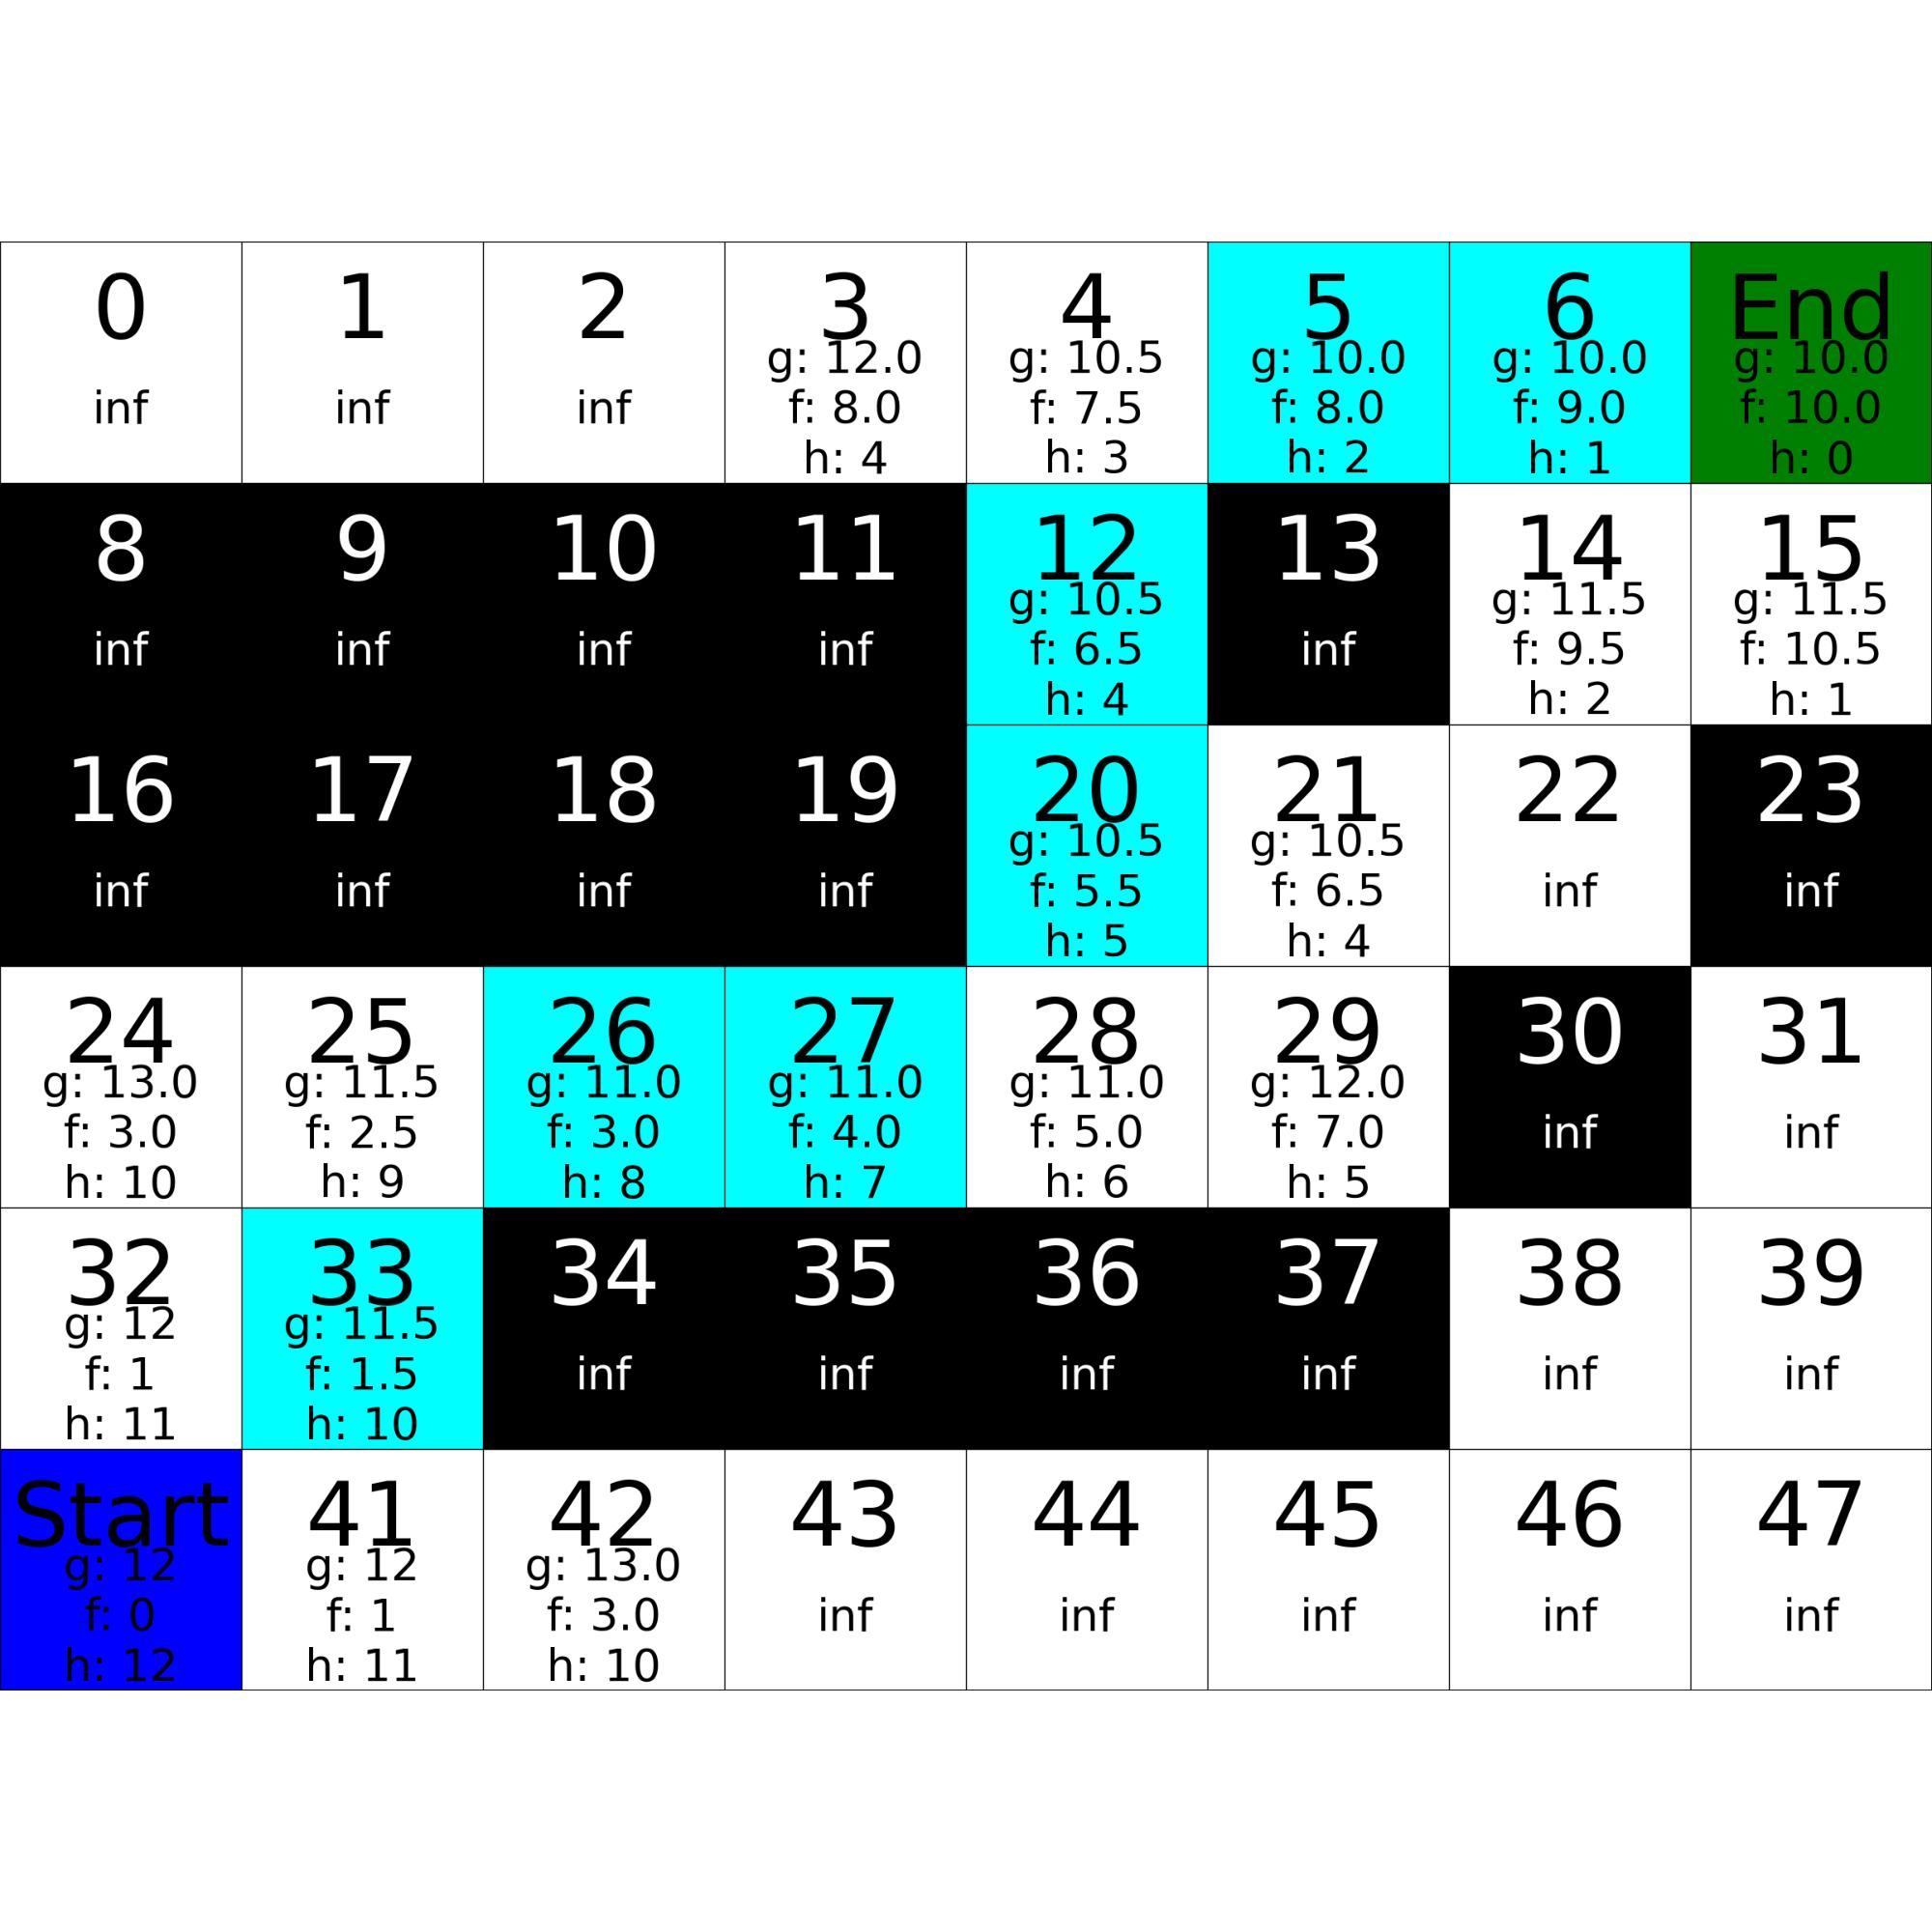 0 1 2 3 4 5 6 End
g: 12.0 g: 10.5 g: 10.0 g: 10.0 g: 10.0
inf inf inf f: 8.0 f: 7.5 f: 8.0 f: 9.0 f: 10.0
h: 4 h: 3 h: 2 h: 1 h: 0
8 9 10 11 12 13 14 15
g: 10.5 g: 11.5 g: 11.5
inf inf inf inf f: 6.5 inf f: 9.5 f: 10.5
h: 4 h: 2 h: 1
16 17 18 19 20 21 22 23
g: 10.5 g: 10.5
inf inf inf inf f: 5.5 f: 6.5 inf inf
h: 5 h: 4
24 25 26 27 28 29 30 31
g: 13.0 g: 11.5 g: 11.0 g: 11.0 g: 11.0 g: 12.0
f: 3.0 f: 2.5 f: 3.0 f: 4.0 f: 5.0 f: 7.0 inf inf
h: 10 h: 9 h: 8 h: 7 h: 6 h: 5
32 33 34 35 36 37 38 39
g: 12 g: 11.5
f: 1 f: 1.5 inf inf inf inf inf inf
h: 11 h: 10
Start 41 42 43 44 45 46 47
g: 12 g: 12 g: 13.0
f: 0 f: 1 f: 3.0 inf inf inf inf inf
h: 12 h: 11 h: 10